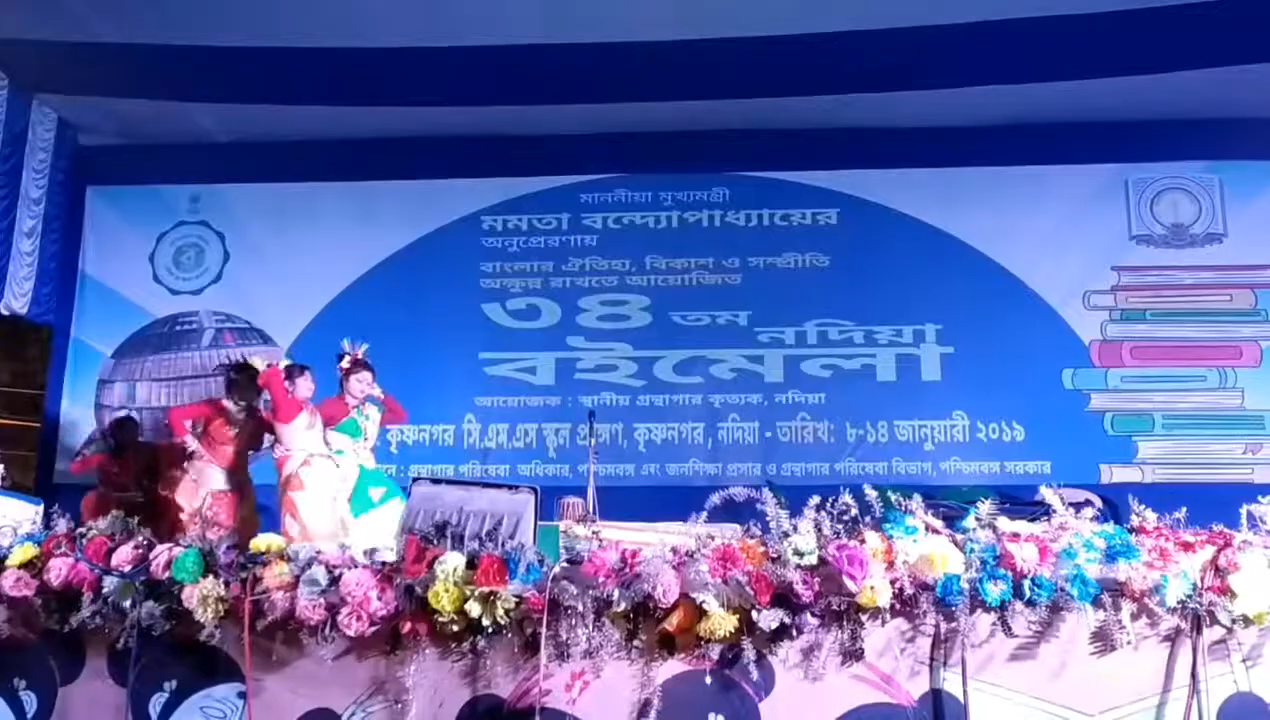 মাননীয়া মুখ্যমন্ত্রী
মমতা বন্দ্যোপাধ্যায়ের
অনুপ্রেরণায়
বাংলার ঐতিহ্য, বিকাশ ও সম্প্রীতি
অক্ষুন্ন রাখতে আয়োজিত
৩৪ তম
নদিয়া
বইমেলা
আয়োজক : স্থানীয় গ্রন্থাগার কৃত্যক, নদিয়া
: কৃষ্ণনগর সি.এম.এস স্কুল প্রাঙ্গণ, কৃষ্ণনগর, নদিয়া - তারিখ: ৮-১৪ জানুয়ারী ২০১৯
: গ্রন্থাগার পরিষেবা অধিকার, পশ্চিমবঙ্গ এবং জনশিক্ষা প্রসার ও গ্রন্থাগার পরিষেবা বিভাগ, পশ্চিমবঙ্গ সরকার